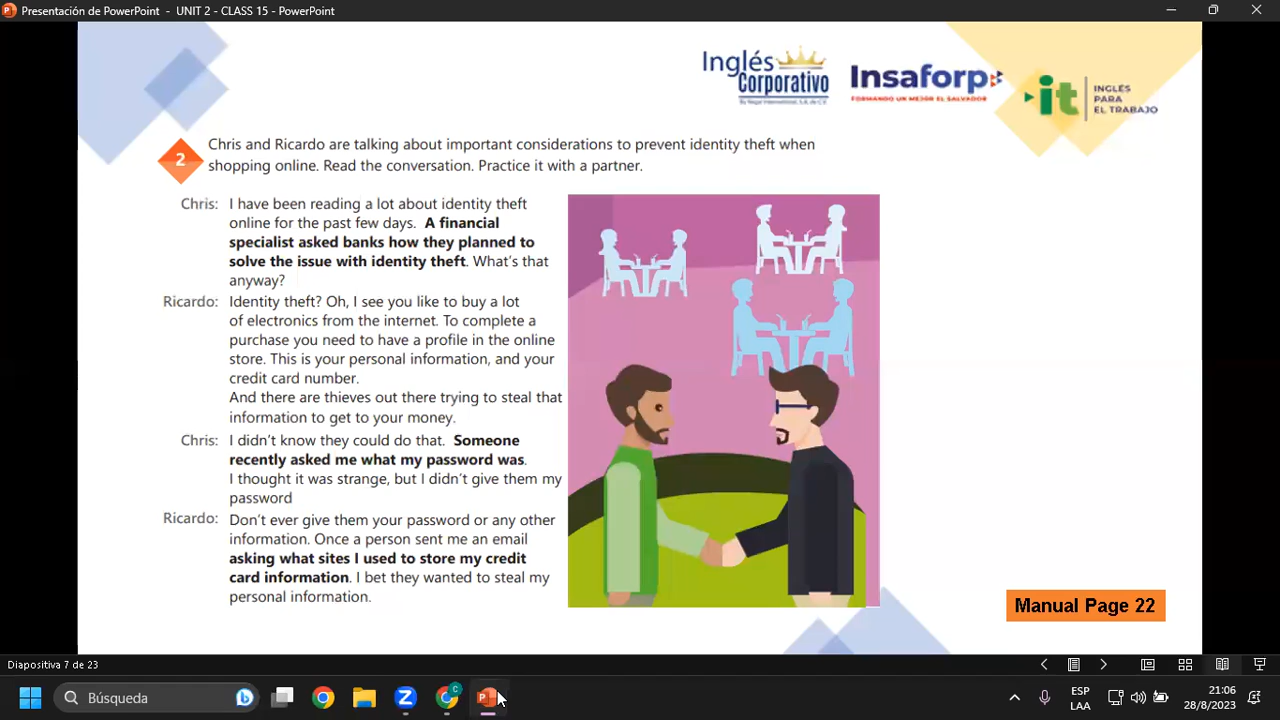 Presentación de PowerPoint - UNIT 2 - CLASS 15 - PowerPoint
Inglés
Corporativo
By Regal International, S.A. de C.V.
Insaforp
FORMANDO UN MEJOR EL SALVADOR
it
INGLÉS
PARA
EL TRABAJO
2
Chris and Ricardo are talking about important considerations to prevent identity theft when
shopping online. Read the conversation. Practice it with a partner.
Chris: I have been reading a lot about identity theft
online for the past few days. A financial
specialist asked banks how they planned to
solve the issue with identity theft. What's that
anyway?
Ricardo: Identity theft? Oh, I see you like to buy a lot
of electronics from the internet. To complete a
purchase you need to have a profile in the online
store. This is your personal information, and your
credit card number.
And there are thieves out there trying to steal that
information to get to your money.
Chris: I didn't know they could do that. Someone
recently asked me what my password was.
I thought it was strange, but I didn't give them my
password
Ricardo: Don't ever give them your password or any other
information. Once a person sent me an email
asking what sites I used to store my credit
card information. I bet they wanted to steal my
personal information.
Manual Page 22
Diapositiva 7 de 23
Búsqueda
ESP
LAA
21:06
28/8/2023